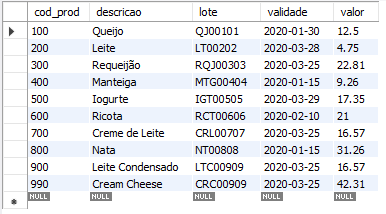 cod_prod descricao lote validade valor
100 Queijo QJ00101 2020-01-30 12.5
200 Leite LT00202 2020-03-28 4.75
300 Requeijão RQJ00303 2020-03-25 22.81
400 Manteiga MTG00404 2020-01-15 9.26
500 Iogurte IGT00505 2020-03-29 17.35
600 Ricota RCT00606 2020-02-10 21
700 Creme de Leite CRL00707 2020-03-25 16.57
800 Nata NT00808 2020-01-15 31.26
900 Leite Condensado LTC00909 2020-03-25 16.57
990 Cream Cheese CRC00909 2020-03-25 42.31
NULL NULL NULL NULL NULL